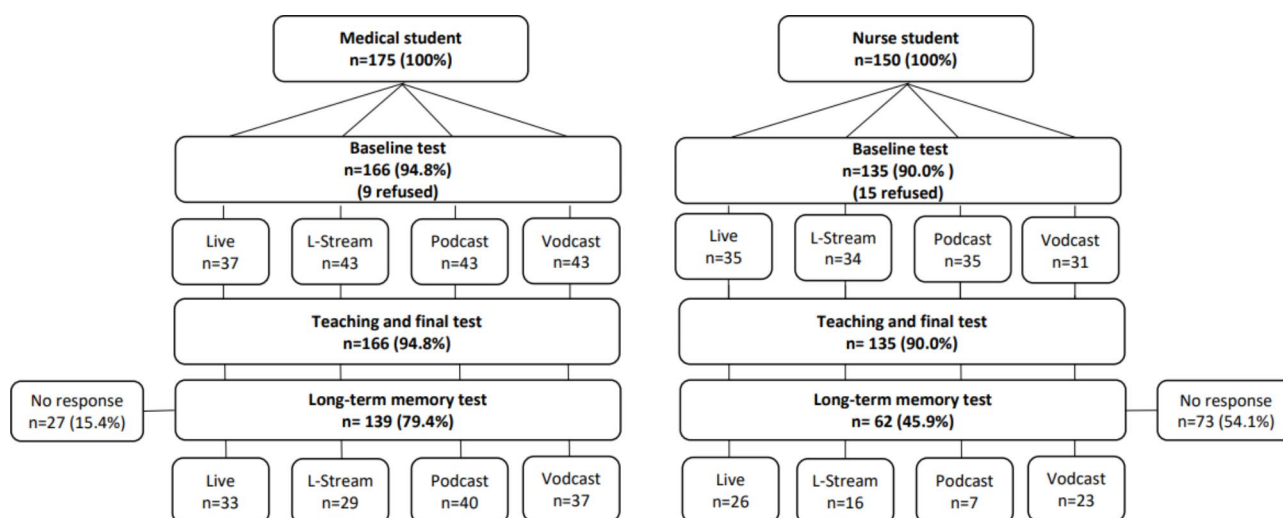 Medical student
n=175 (100%)
Nurse student
n=150 (100%)
Baseline test
n=166 (94.8%)
(9 refused)
Baseline test
n=135 (90.0% )
(15 refused)
Live
n=37
L-Stream
n=43
Podcast
n=43
Vodcast
n=43
Live
n=35
L-Stream
n=34
Podcast
n=35
Vodcast
n=31
Teaching and final test
n=166 (94.8%)
Teaching and final test
n= 135 (90.0%)
No response
n=27 (15.4%)
Long-term memory test
n= 139 (79.4%)
Long-term memory test
n= 62 (45.9%)
No response
n=73 (54.1%)
Live
n=33
L-Stream
n=29
Podcast
n=40
Vodcast
n=37
Live
n=26
L-Stream
n=16
Podcast
n=7
Vodcast
n=23